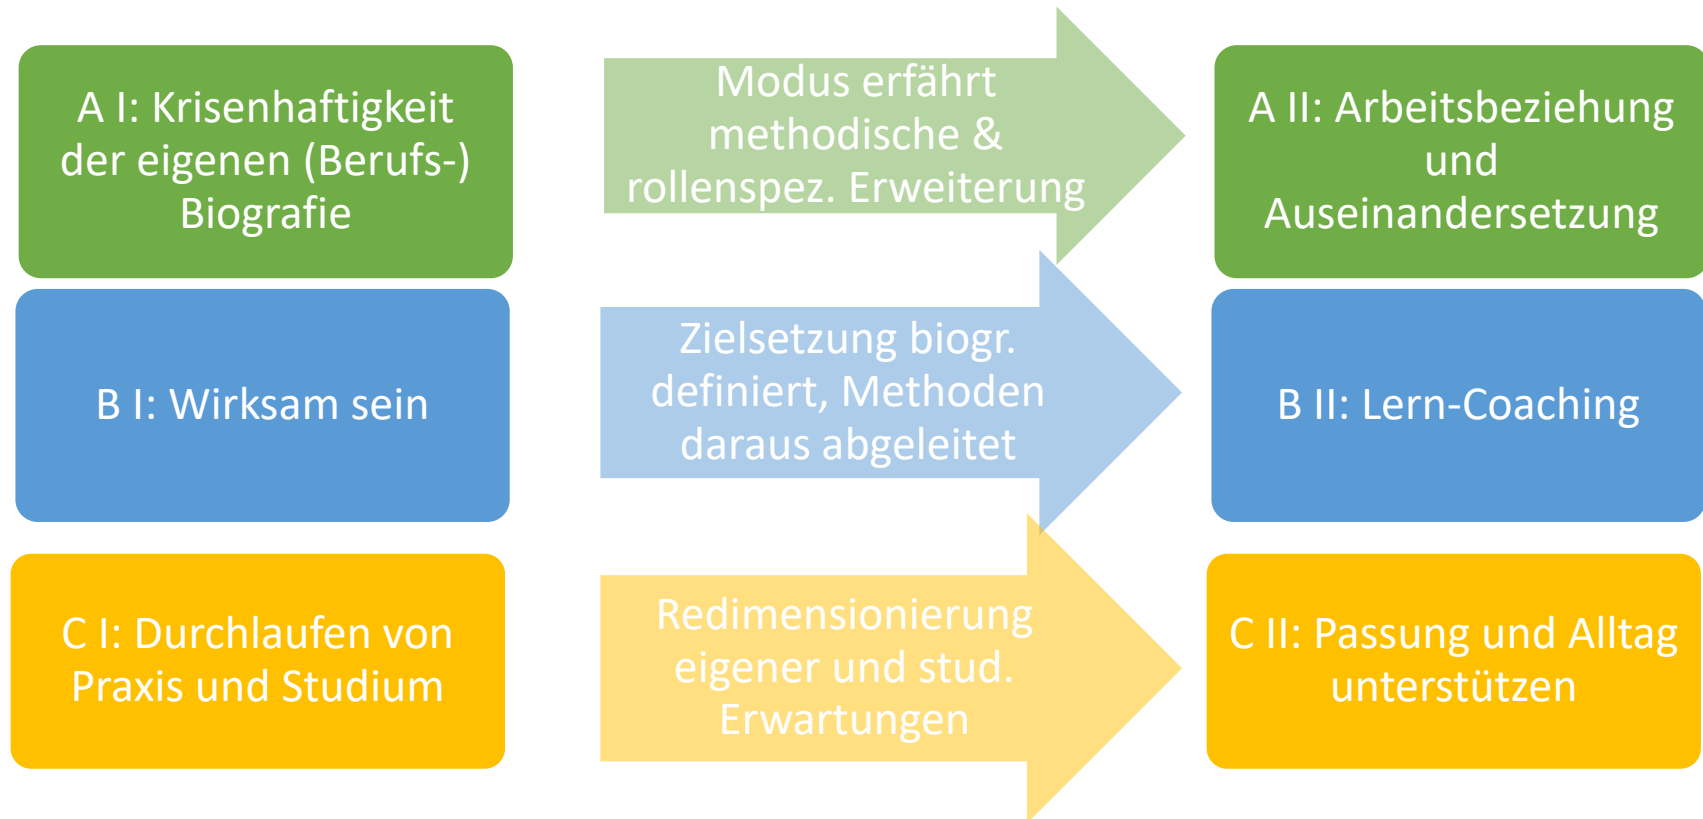 A I: Krisenhaftigkeit
der eigenen (Berufs-)
Biografie
Modus erfährt
methodische &
rollenspez. Erweiterung
A II: Arbeitsbeziehung
und
Auseinandersetzung
B I: Wirksam sein
Zielsetzung biogr.
definiert, Methoden
daraus abgeleitet
B II: Lern-Coaching
C I: Durchlaufen von
Praxis und Studium
Redimensionierung
eigener und stud.
Erwartungen
C II: Passung und Alltag
unterstützen